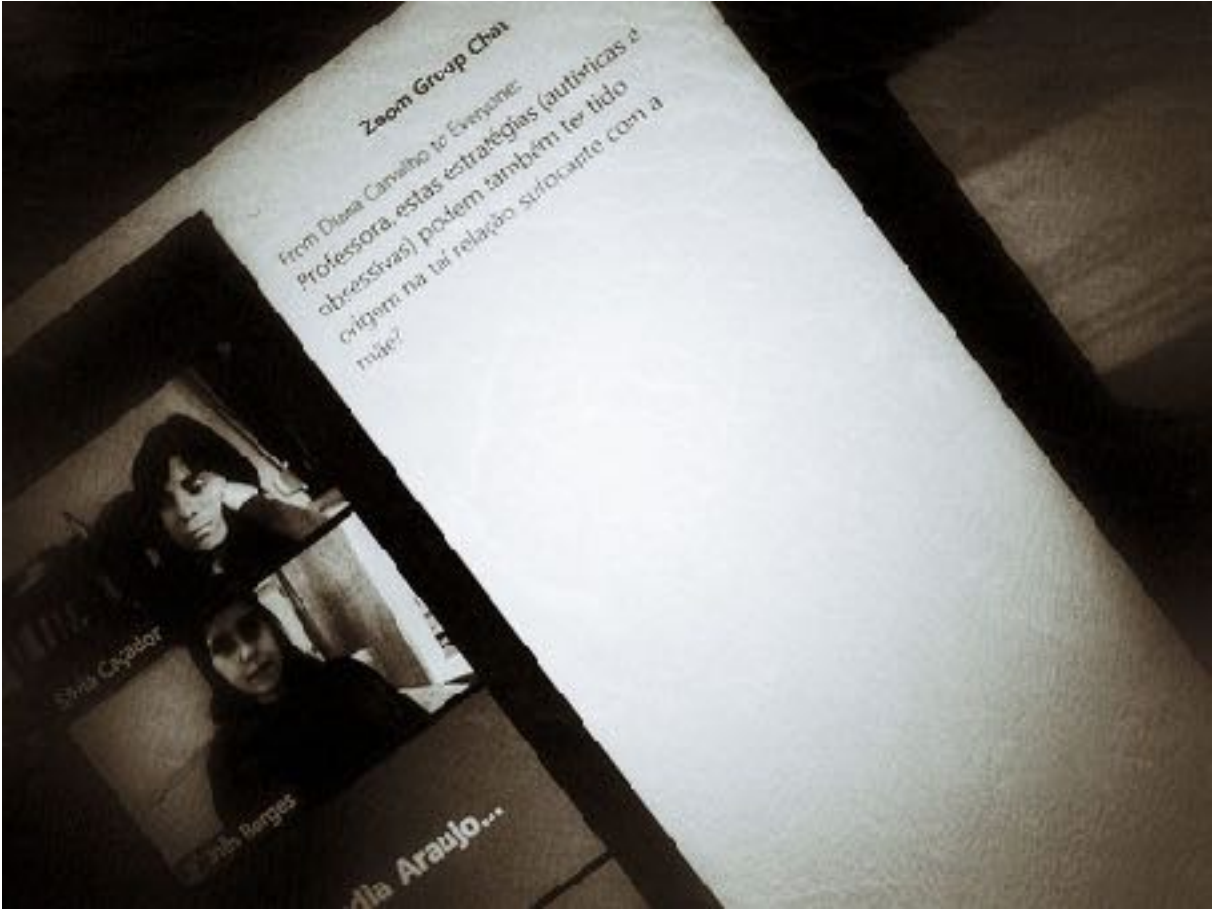 Zoom Group Chat
From Diana Carvalho to Everyone:
Professora, estas estratégias (autísticas e
obsessivas) podem também ter tido
origem na tal relação sufocante com a
mãe?
Caçador
Borges
Araujo...